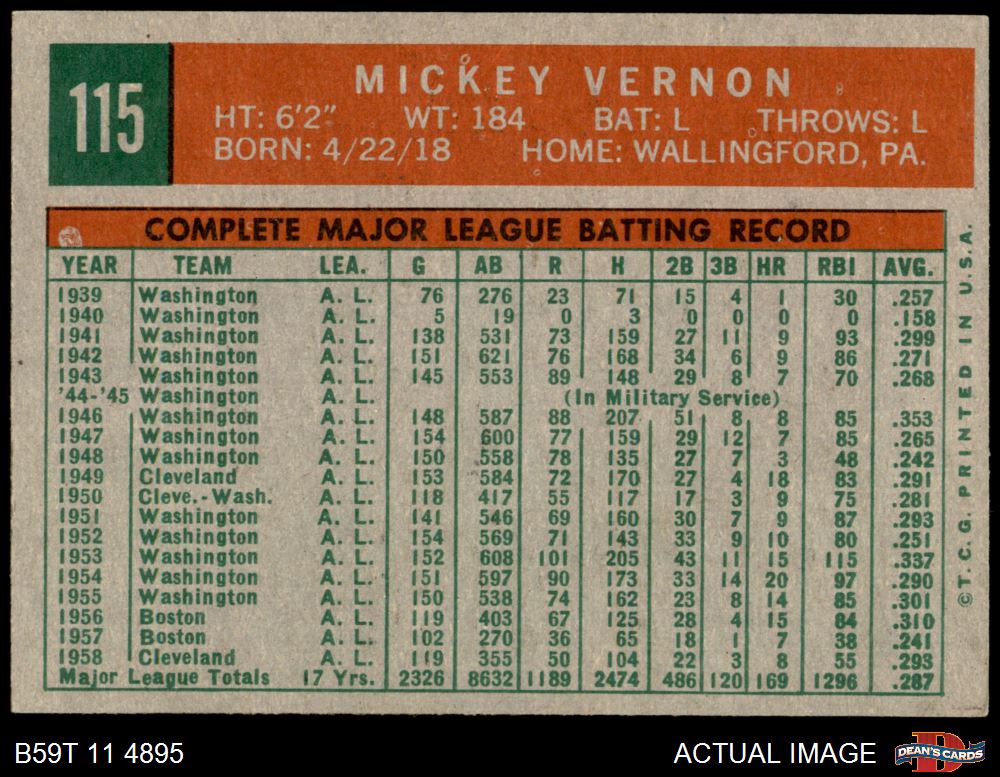 115
MICKEY VERNON
HT: 6'2" WT: 184 BAT: L THROWS: L
BORN: 4/22/18 HOME: WALLINGFORD, PA.
COMPLETE MAJOR LEAGUE BATTING RECORD
YEAR TEAM LEA. G AB R H 2B 3B HR RBI AVG.
1939 Washington A. L. 76 276 23 71 15 4 1 30 .257
1940 Washington A. L. 5 19 0 3 0 0 0 0 .158
1941 Washington A. L. 138 531 73 159 27 11 9 93 .299
1942 Washington A. L. 151 621 76 168 34 6 9 86 .271
1943 Washington A. L. 145 553 89 148 29 8 7 70 .268
'44-'45 Washington A. L. (In Military Service)
1946 Washington A. L. 148 587 88 207 51 8 8 85 .353
1947 Washington A. L. 154 600 77 159 29 12 7 85 .265
1948 Washington A. L. 150 558 78 135 27 7 3 48 .242
1949 Cleveland A. L. 153 584 72 170 27 4 18 83 .291
1950 Cleve.-Wash. A. L. 118 417 55 117 17 3 9 75 .281
1951 Washington A. L. 141 546 69 160 30 7 9 87 .293
1952 Washington A. L. 154 569 71 143 33 9 10 80 .251
1953 Washington A. L. 152 608 101 205 43 11 15 115 .337
1954 Washington A. L. 151 597 90 173 33 14 20 97 .290
1955 Washington A. L. 150 538 74 162 23 8 14 85 .301
1956 Boston A. L. 119 403 67 125 28 4 15 84 .310
1957 Boston A. L. 102 270 36 65 18 1 7 38 .241
1958 Cleveland A. L. 119 355 50 104 22 3 8 55 .293
Major League Totals 17 Yrs. 2326 8632 1189 2474 486 120 169 1296 .287
©T. C. G. PRINTED IN U.S.A.
B59T 11 4895
ACTUAL IMAGE
DEAN'S CARDS